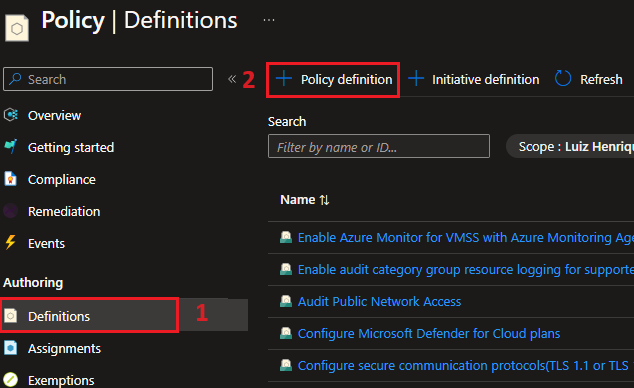 Policy | Definitions ...
Search « 2 + Policy definition + Initiative definition Refresh
Overview
Getting started
Compliance
Remediation
Events
Authoring
Definitions 1
Assignments
Exemptions
Search
Filter by name or ID...
Scope : Luiz Henriqu
Name ↑↓
Enable Azure Monitor for VMSS with Azure Monitoring Age
Enable audit category group resource logging for supporte
Audit Public Network Access
Configure Microsoft Defender for Cloud plans
Configure secure communication protocols(TLS 1.1 or TLS